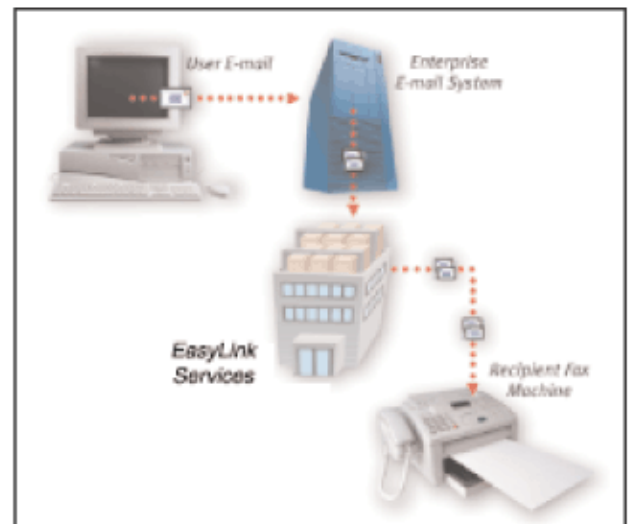 User E-mail
Enterprise
E-mail System
EasyLink
Services
Recipient Fax
Machine